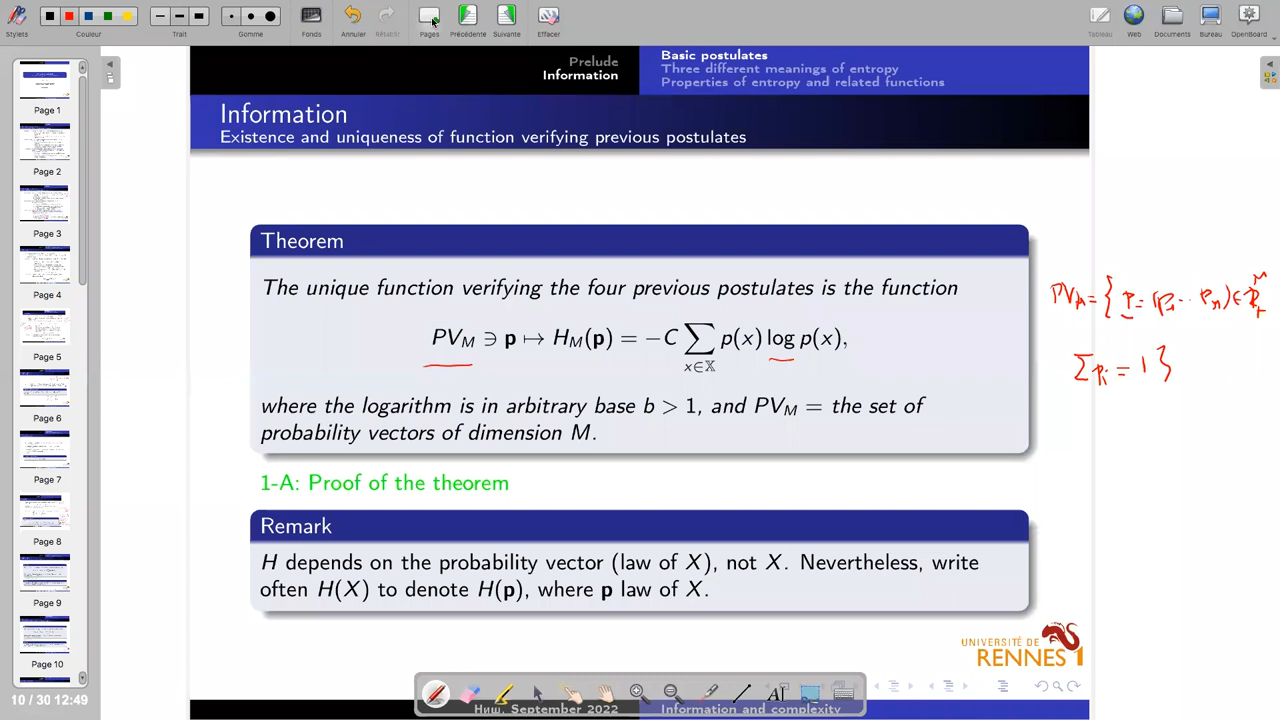 Stylets
Couleur
Trait
Gomme
Fonds
Annuler
Rétablir
Pages
Précédente
Suivante
Effacer
Tableau
Web
Documents
Bureau
OpenBoard
Page 1
Page 2
Page 3
Page 4
Page 5
Page 6
Page 7
Page 8
Page 9
Page 10
10 / 30 12:49
Prelude
Information
Basic postulates
Three different meanings of entropy
Properties of entropy and related functions
Information
Existence and uniqueness of function verifying previous postulates
Theorem
The unique function verifying the four previous postulates is the function
PV_M ∋ p ↦ H_M(p) = −C ∑_{x∈𝕏} p(x) log p(x),
where the logarithm is in arbitrary base b > 1, and PV_M = the set of
probability vectors of dimension M.
1-A: Proof of the theorem
Remark
H depends on the probability vector (law of X), not X. Nevertheless, write
often H(X) to denote H(p), where p law of X.
∑ p_i = 1 }
UNIVERSITÉ DE
RENNES 1
Ниш, September 2022
Information and complexity